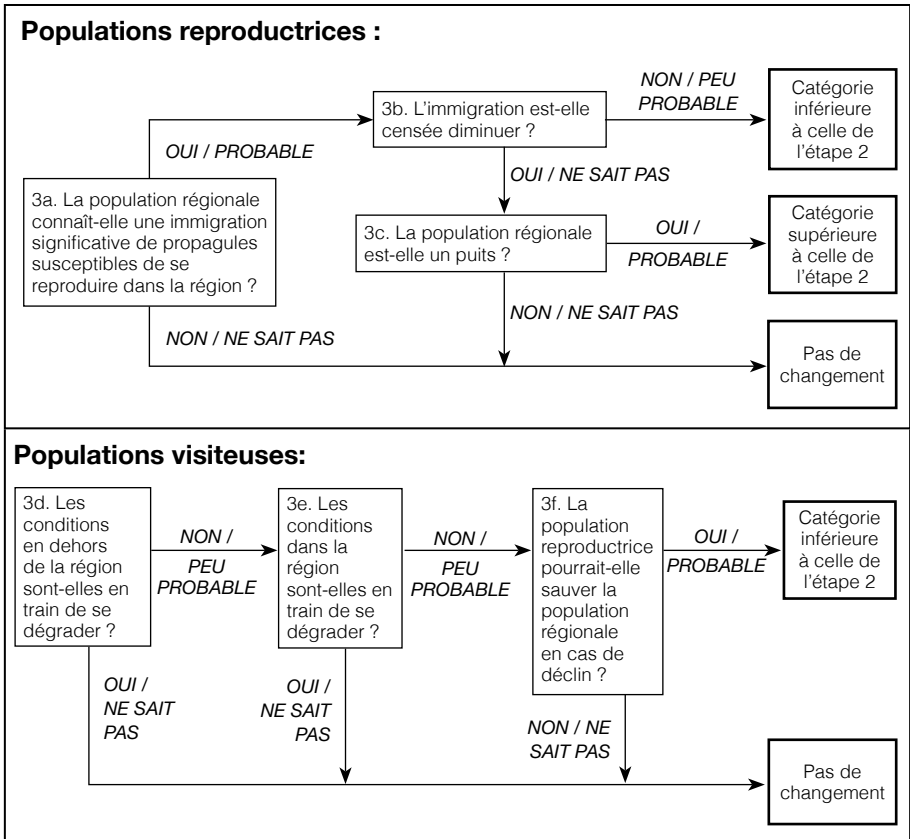 Populations reproductrices :
3a. La population régionale
connaît-elle une immigration
significative de propagules
susceptibles de se
reproduire dans la région ?
OUI / PROBABLE
NON / NE SAIT PAS
3b. L'immigration est-elle
censée diminuer ?
NON / PEU
PROBABLE
Catégorie
inférieure
à celle de
l'étape 2
OUI / NE SAIT PAS
3c. La population régionale
est-elle un puits ?
OUI /
PROBABLE
Catégorie
supérieure
à celle de
l'étape 2
NON / NE SAIT PAS
Pas de
changement
Populations visiteuses:
3d. Les
conditions
en dehors
de la région
sont-elles en
train de se
dégrader ?
NON /
PEU
PROBABLE
OUI /
NE SAIT
PAS
3e. Les
conditions
dans la
région
sont-elles en
train de se
dégrader ?
NON /
PEU
PROBABLE
OUI /
NE SAIT
PAS
3f. La
population
reproductrice
pourrait-elle
sauver la
population
régionale
en cas de
déclin ?
OUI /
PROBABLE
Catégorie
inférieure
à celle de
l'étape 2
NON / NE
SAIT PAS
Pas de
changement